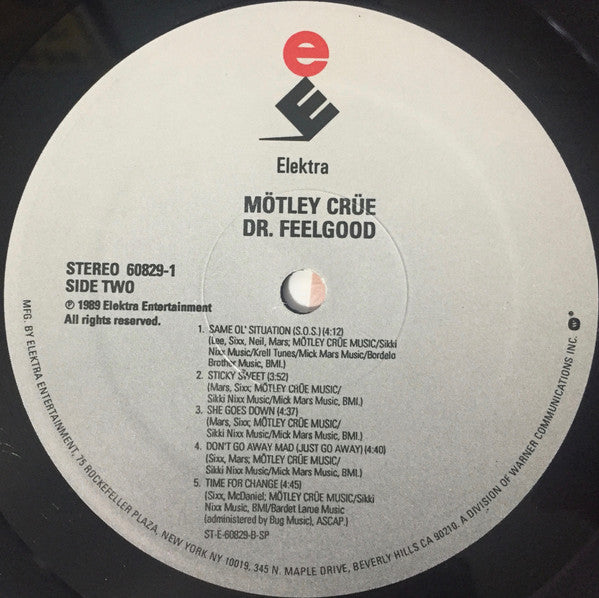 e
E
Elektra
MÖTLEY CRÜE
DR. FEELGOOD
STEREO 60829-1
SIDE TWO
℗ 1989 Elektra Entertainment
All rights reserved.
1. SAME OL' SITUATION (S.O.S.) (4:12)
(Lee, Sixx, Neil, Mars; MÖTLEY CRÜE MUSIC/Sikki
Nixx Music/Krell Tunes/Mick Mars Music/Bordelo
Brother Music, BMI.)
2. STICKY SWEET (3:52)
(Mars, Sixx; MÖTLEY CRÜE MUSIC/
Sikki Nixx Music/Mick Mars Music, BMI.)
3. SHE GOES DOWN (4:37)
(Mars, Sixx; MÖTLEY CRÜE MUSIC/
Sikki Nixx Music/Mick Mars Music, BMI.)
4. DON'T GO AWAY MAD (JUST GO AWAY) (4:40)
(Sixx, Mars; MÖTLEY CRÜE MUSIC/
Sikki Nixx Music/Mick Mars Music, BMI.)
5. TIME FOR CHANGE (4:45)
(Sixx, McDaniel; MÖTLEY CRÜE MUSIC/Sikki
Nixx Music, BMI/Bardet Laroe Music
(administered by Bug Music), ASCAP.)
ST-E-60829-B-SP
MFG. BY ELEKTRA ENTERTAINMENT, 75 ROCKEFELLER PLAZA, NEW YORK NY 10019, 345 N. MAPLE DRIVE, BEVERLY HILLS CA 90210. A DIVISION OF WARNER COMMUNICATIONS INC.